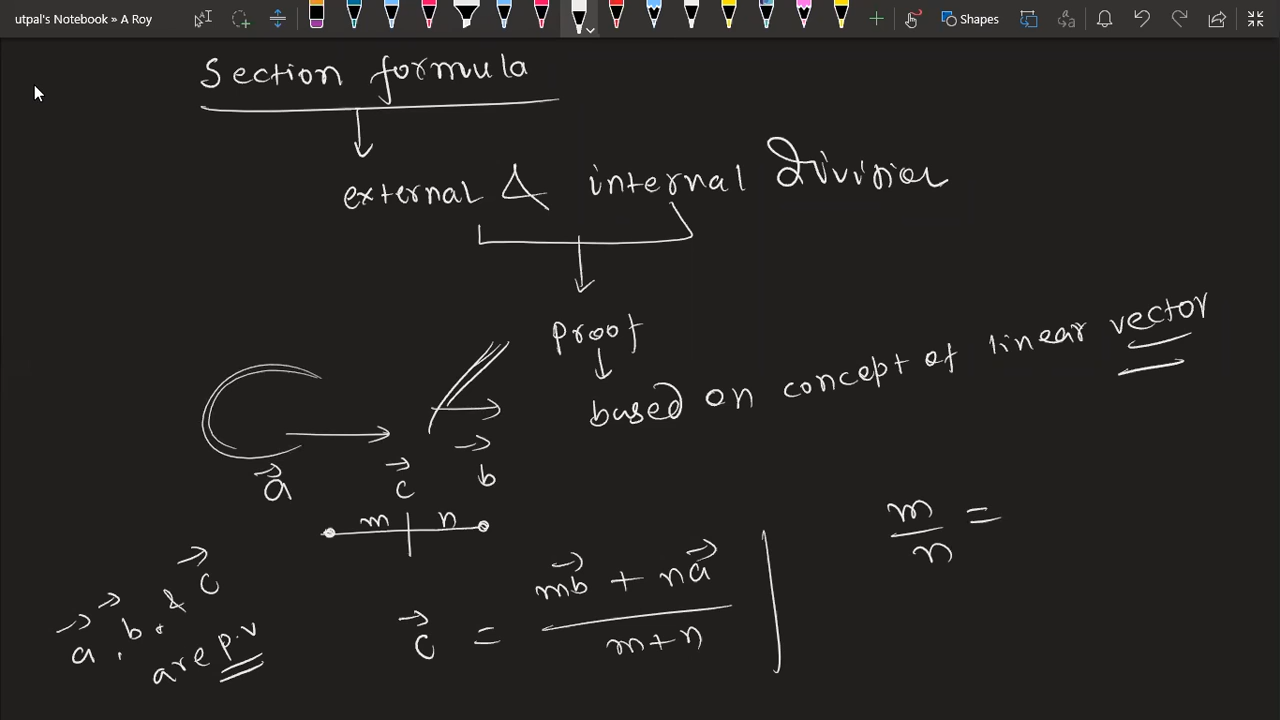 utpal's Notebook » A Roy
Shapes
Section formula
external & internal Division
Proof
based on concept of linear vector
a⃗ c⃗ b⃗
m n
m/n =
a⃗, b⃗, & c⃗
are p.v
c⃗ = (mb⃗ + na⃗)/(m+n)